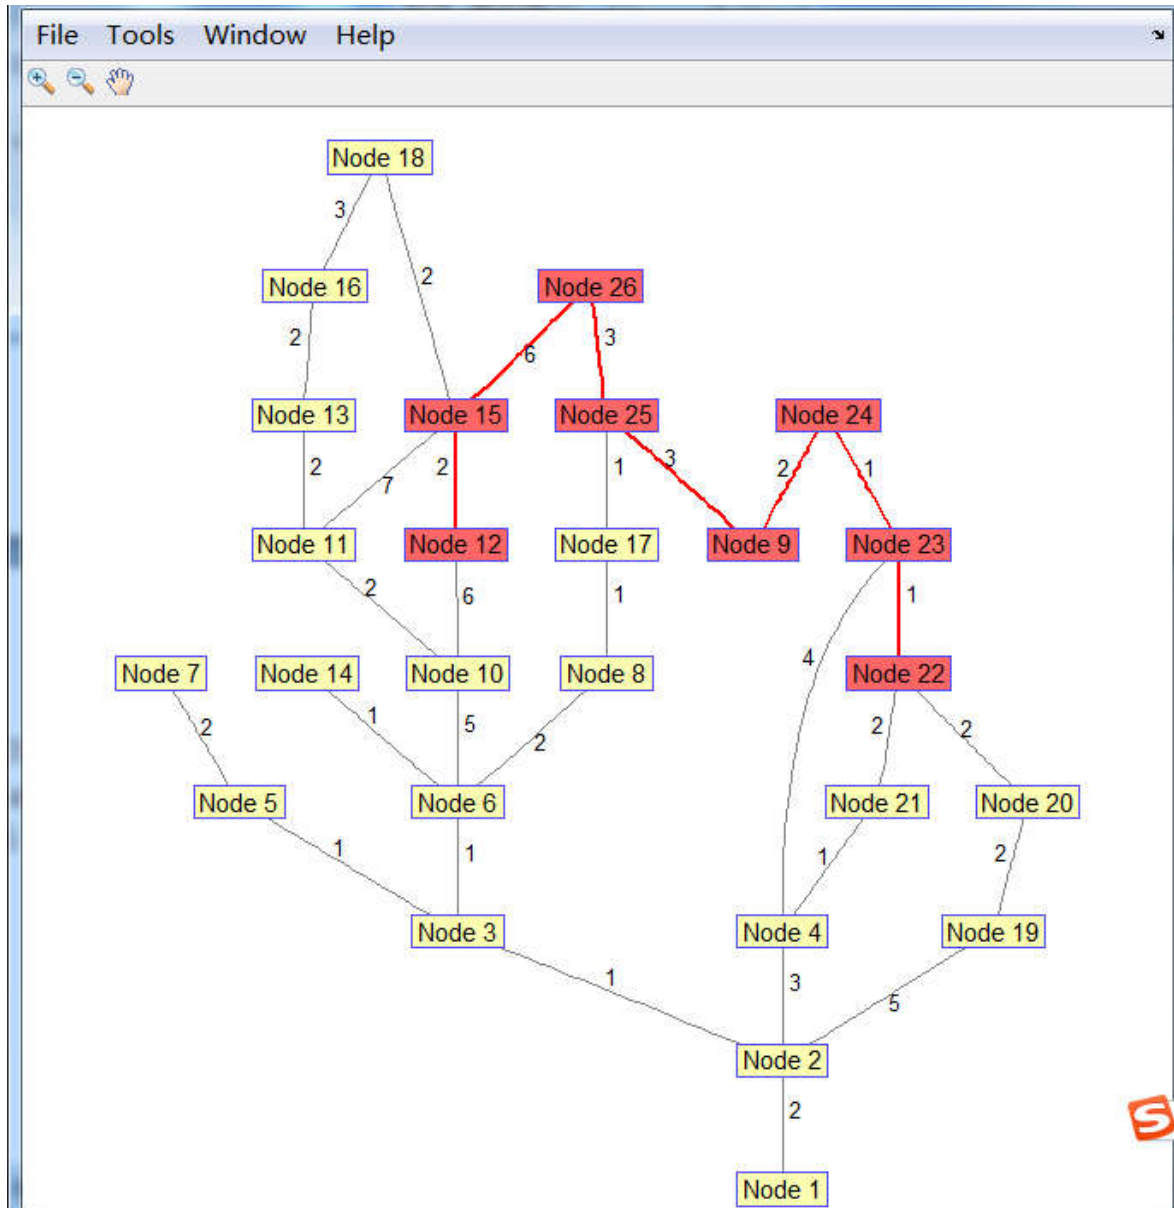 File Tools Window Help
Node 18
3
Node 16
2
Node 26
2
6
3
Node 13
Node 15
Node 25
Node 24
2
7
2
1
3
2
1
Node 11
Node 12
Node 17
Node 9
Node 23
2
6
1
1
4
Node 7
Node 14
Node 10
Node 8
Node 22
2
1
5
2
2
2
Node 5
Node 6
Node 21
Node 20
1
1
1
2
Node 3
Node 4
Node 19
1
3
5
Node 2
2
S
Node 1